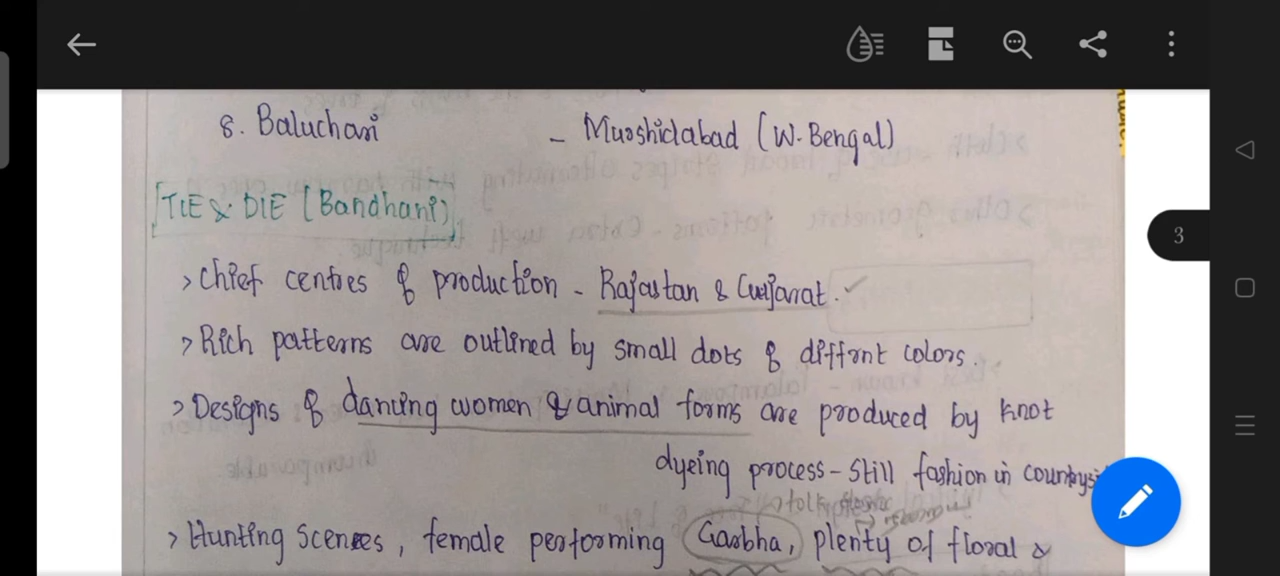 8. Baluchari - Murshidabad (W. Bengal)
TIE & DIE (Bandhani)
> Chief centres of production - Rajastan & Gujarat.
3
> Rich patterns are outlined by small dots of diffrnt colors.
> Designs of dancing women & animal forms are produced by knot
dyeing process - still fashion in countrysi
> Hunting scenes, female performing Garbha, plenty of floral &